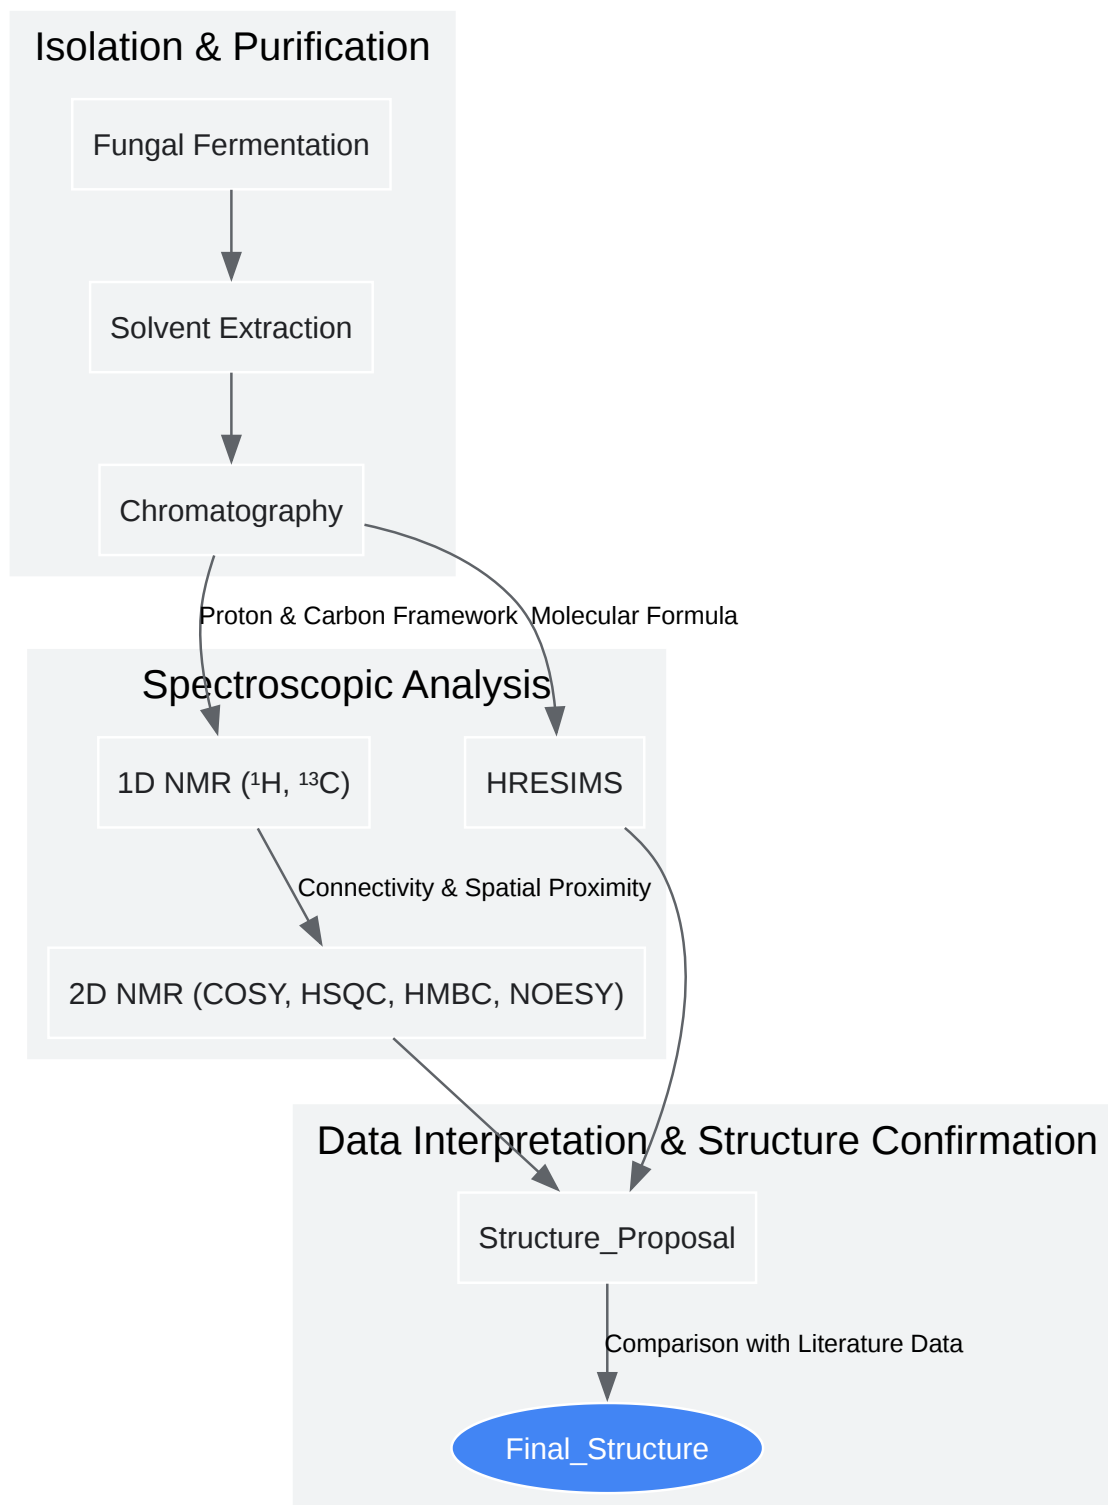 Isolation & Purification
Fungal Fermentation
Solvent Extraction
Chromatography
Proton & Carbon Framework
Molecular Formula
Spectroscopic Analysis
1D NMR (¹H, ¹³C)
HRESIMS
Connectivity & Spatial Proximity
2D NMR (COSY, HSQC, HMBC, NOESY)
Data Interpretation & Structure Confirmation
Structure_Proposal
Comparison with Literature Data
Final_Structure